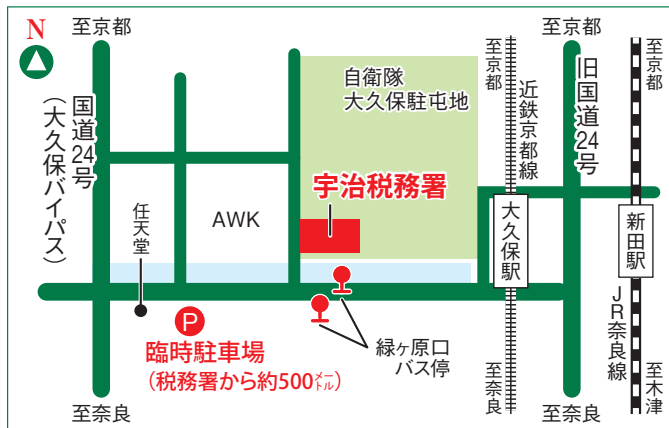 N
至京都
国道24号
(大久保バイパス)
任天堂
AWK
自衛隊
大久保駐屯地
宇治税務署
至京都
近鉄京都線
大久保駅
至奈良
至京都
旧国道24号
至奈良
至京都
新田駅
JR奈良線
至木津
P
臨時駐車場
(税務署から約500メートル)
緑ヶ原口
バス停
至奈良